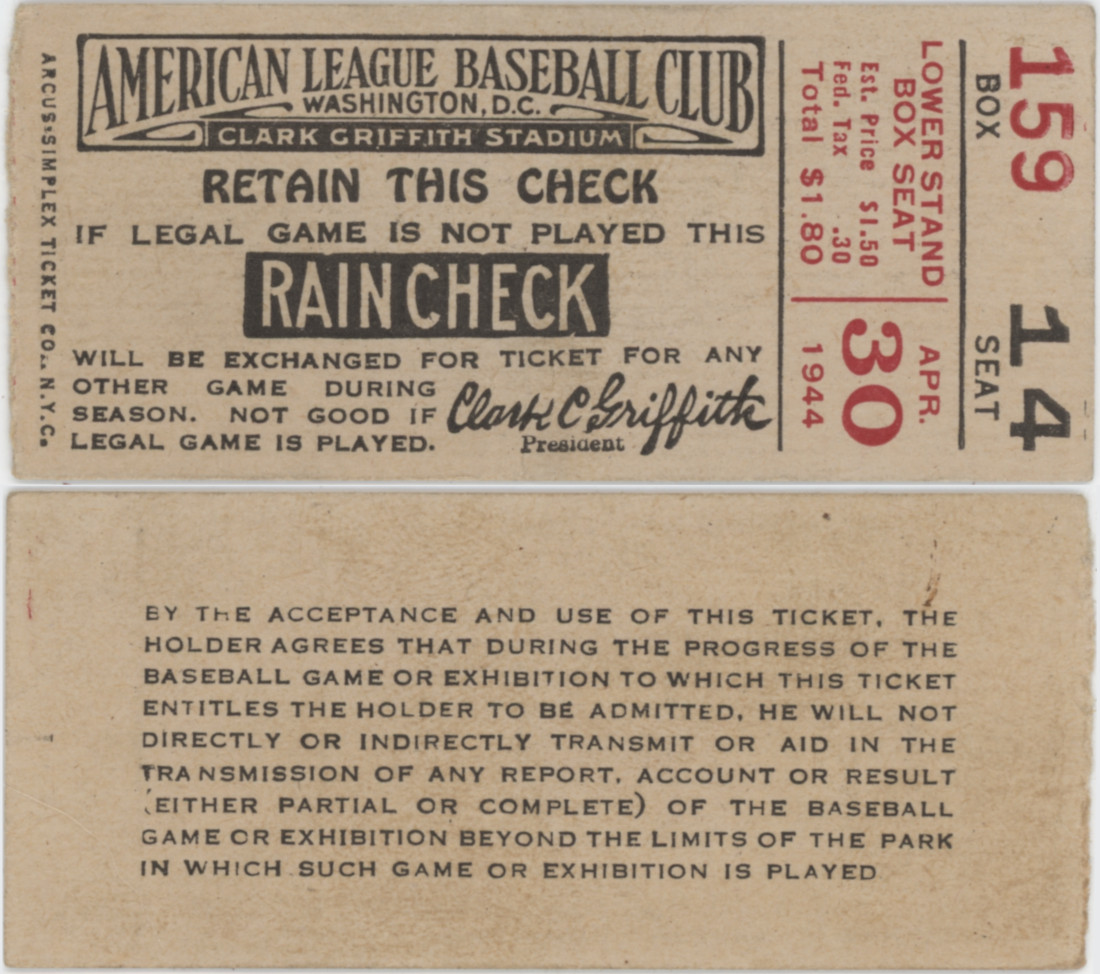 ARCUS-SIMPLEX TICKET CO., N.Y.C.
AMERICAN LEAGUE BASEBALL CLUB
WASHINGTON, D.C.
CLARK GRIFFITH STADIUM
RETAIN THIS CHECK
IF LEGAL GAME IS NOT PLAYED THIS
RAINCHECK
WILL BE EXCHANGED FOR TICKET FOR ANY
OTHER GAME DURING
SEASON. NOT GOOD IF
LEGAL GAME IS PLAYED.
Clark C Griffith
President
LOWER STAND
BOX SEAT
Est. Price $1.50
Fed. Tax .30
Total $1.80
APR.
30
1944
159
BOX
14
SEAT
BY THE ACCEPTANCE AND USE OF THIS TICKET, THE
HOLDER AGREES THAT DURING THE PROGRESS OF THE
BASEBALL GAME OR EXHIBITION TO WHICH THIS TICKET
ENTITLES THE HOLDER TO BE ADMITTED, HE WILL NOT
DIRECTLY OR INDIRECTLY TRANSMIT OR AID IN THE
TRANSMISSION OF ANY REPORT, ACCOUNT OR RESULT
(EITHER PARTIAL OR COMPLETE) OF THE BASEBALL
GAME OR EXHIBITION BEYOND THE LIMITS OF THE PARK
IN WHICH SUCH GAME OR EXHIBITION IS PLAYED